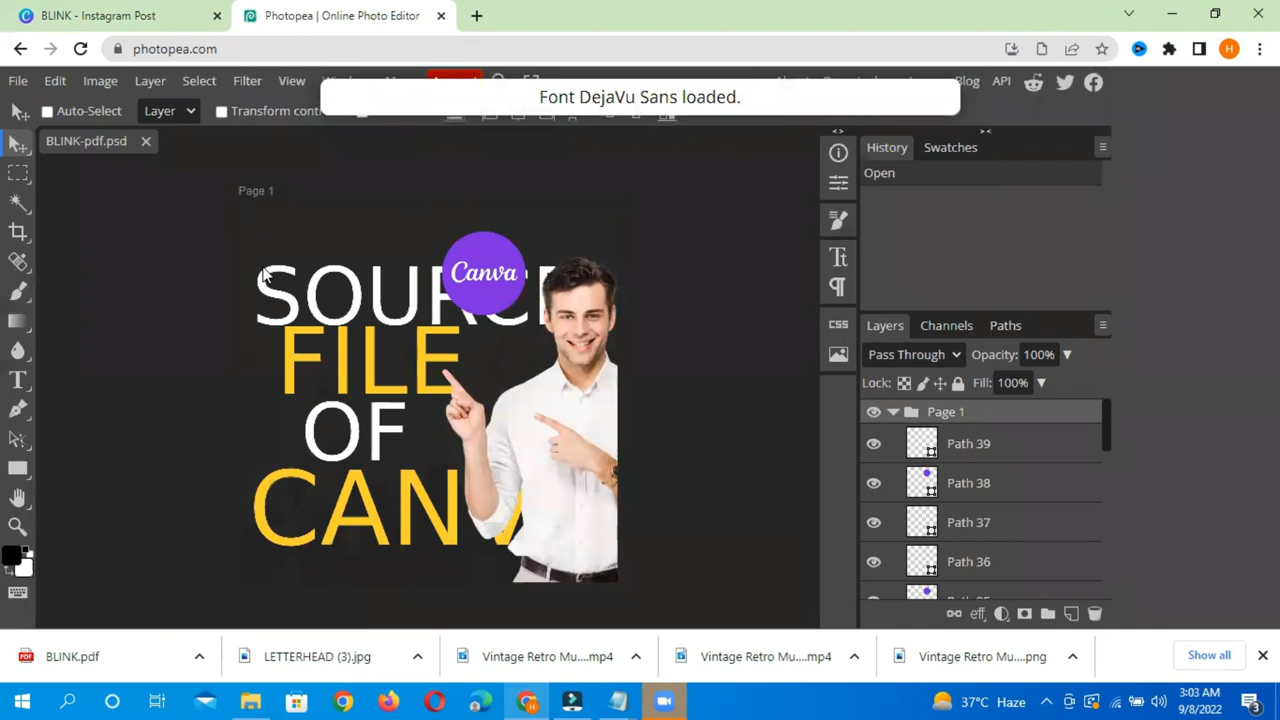 BLINK - Instagram Post
Photopea | Online Photo Editor
photopea.com
File Edit Image Layer Select Filter View
Blog API
Font DejaVu Sans loaded.
Auto-Select Layer Transform cont
BLINK-pdf.psd
History Swatches
Open
Page 1
SOURC
Canva
FILE
OF
CANV
CSS
Layers Channels Paths
Pass Through Opacity: 100%
Lock: Fill: 100%
Page 1
Path 39
Path 38
Path 37
Path 36
eff
BLINK.pdf
LETTERHEAD (3).jpg
Vintage Retro Mu....mp4
Vintage Retro Mu....mp4
Vintage Retro Mu....png
Show all
37°C Haze
3:03 AM
9/8/2022
3